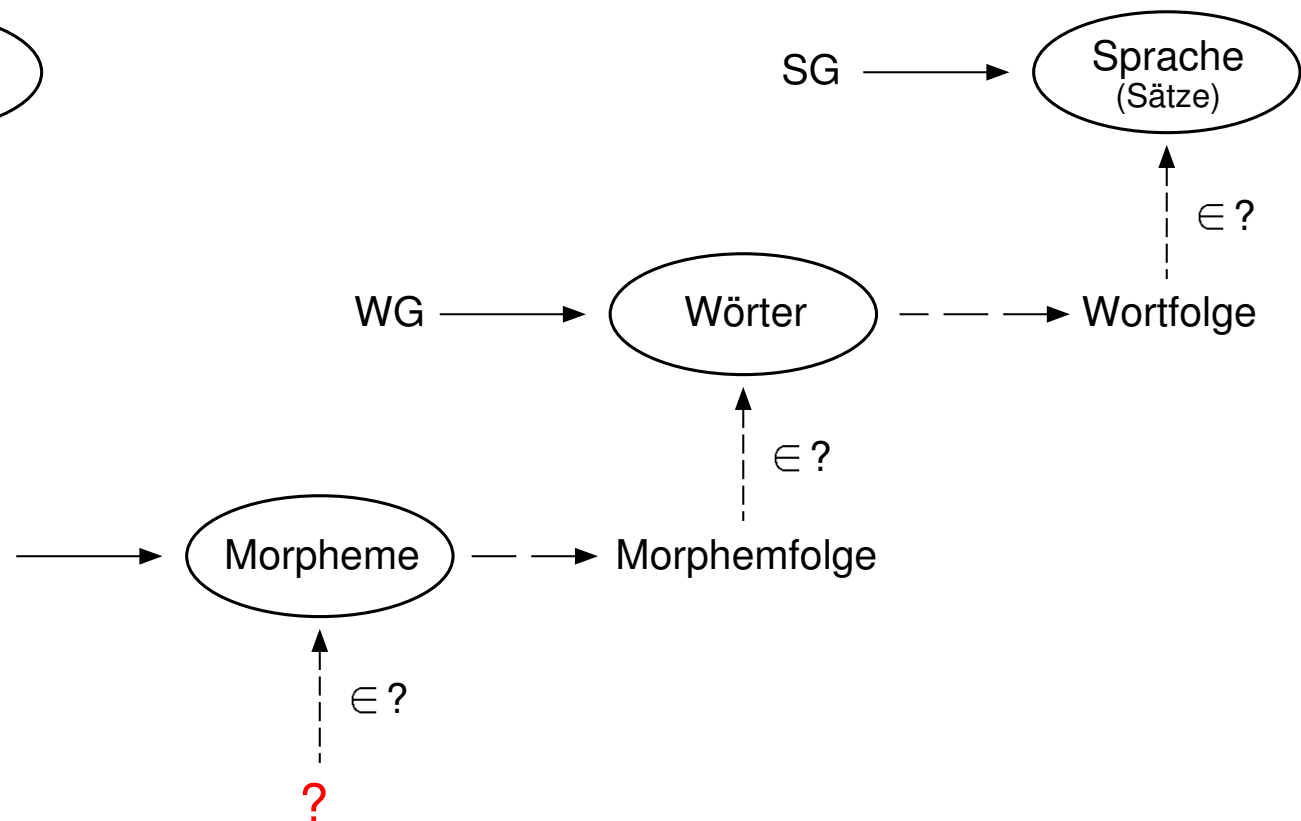 SG
Sprache
(Sätze)
∈ ?
WG
Wörter
Wortfolge
∈ ?
Morpheme
Morphemfolge
∈ ?
?